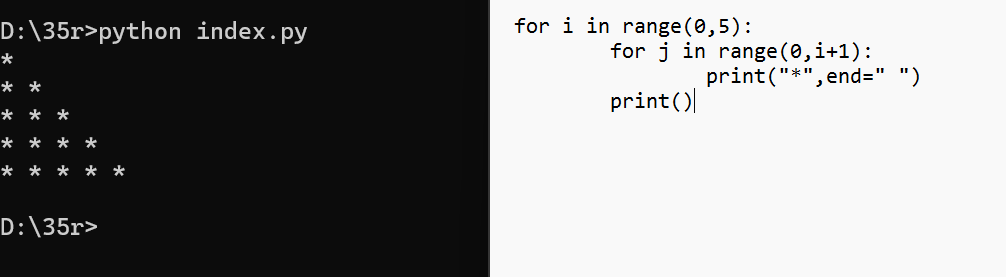 D:\35r>python index.py
*
* *
* * *
* * * *
* * * * *
D:\35r>
for i in range(0,5):
        for j in range(0,i+1):
                print("*",end=" ")
        print()